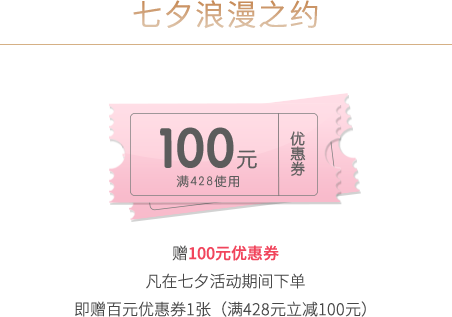 七夕浪漫之约
100元
满428使用
优惠券
赠100元优惠券
凡在七夕活动期间下单
即赠百元优惠券1张（满428元立减100元）